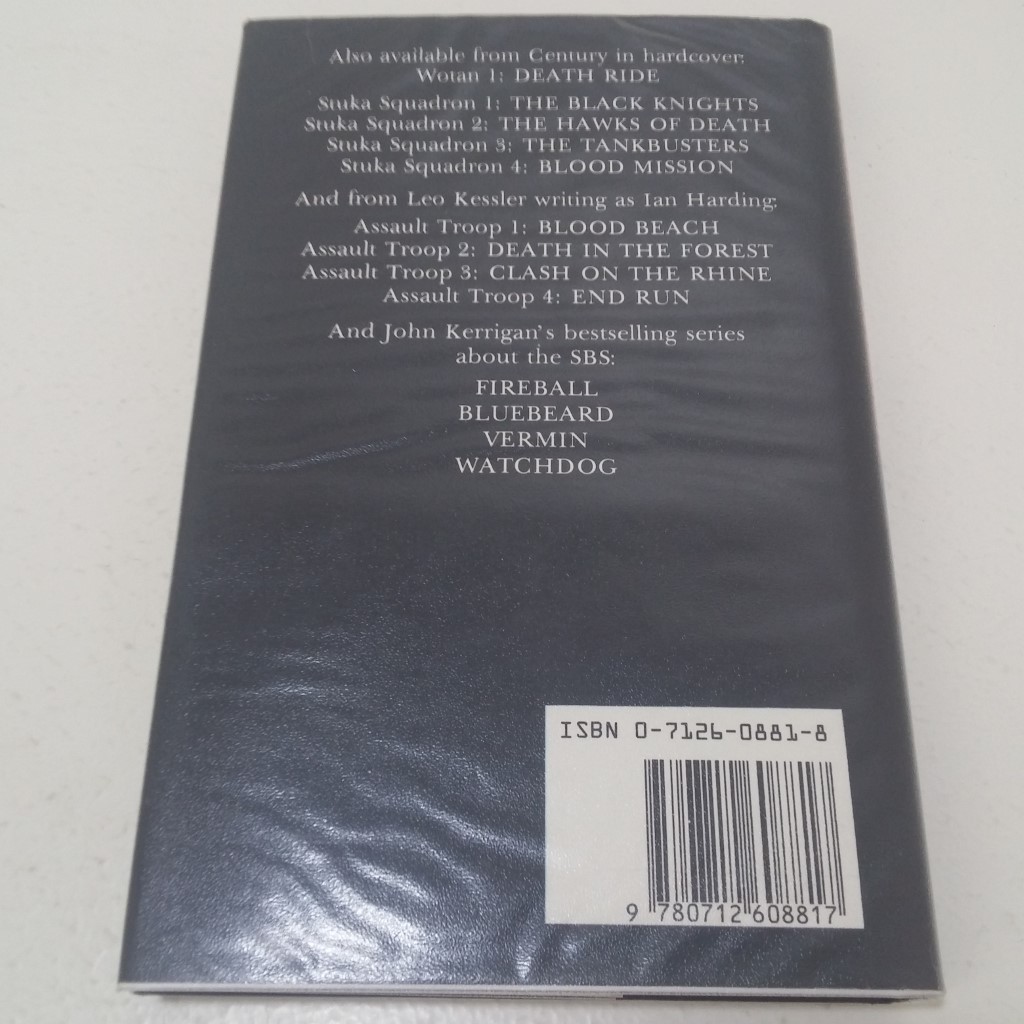 Also available from Century in hardcover:
Wotan 1: DEATH RIDE
Stuka Squadron 1: THE BLACK KNIGHTS
Stuka Squadron 2: THE HAWKS OF DEATH
Stuka Squadron 3: THE TANKBUSTERS
Stuka Squadron 4: BLOOD MISSION
And from Leo Kessler writing as Ian Harding:
Assault Troop 1: BLOOD BEACH
Assault Troop 2: DEATH IN THE FOREST
Assault Troop 3: CLASH ON THE RHINE
Assault Troop 4: END RUN
And John Kerrigan's bestselling series
about the SBS:
FIREBALL
BLUEBEARD
VERMIN
WATCHDOG
ISBN 0-7126-0881-8
9 780712 608817